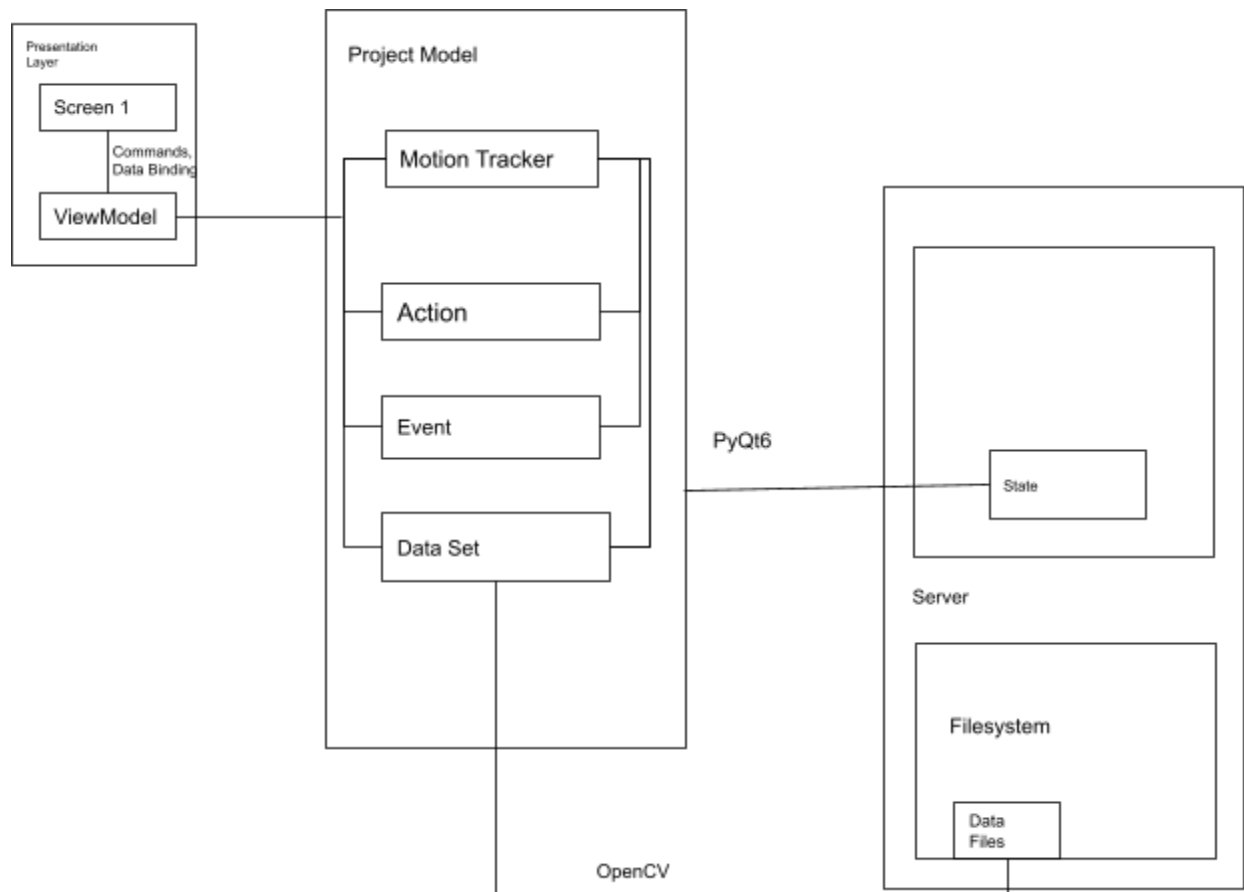 Presentation
Layer
Screen 1
Commands,
Data Binding
ViewModel
Project Model
Motion Tracker
Action
Event
Data Set
PyQt6
OpenCV
State
Server
Filesystem
Data
Files